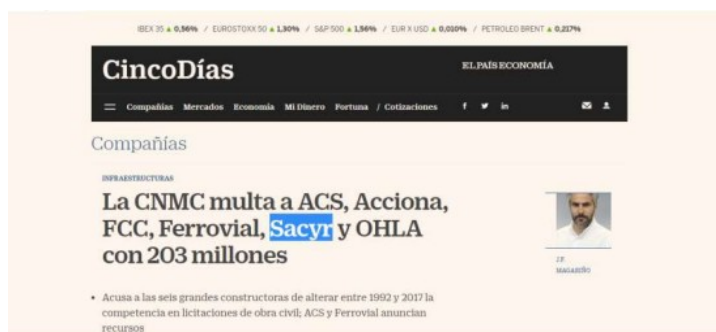 IBEX 35 ▲ 0,56% / EUROSTOXX 50 ▲ 1,30% / S&P 500 ▲ 1,56% / EUR X USD ▲ 0,010% / PETROLEO BRENT ▲ 0,217%
CincoDías
EL PAÍS ECONOMÍA
Compañías Mercados Economía Mi Dinero Fortuna / Cotizaciones
Compañías
INFRAESTRUCTURAS
La CNMC multa a ACS, Acciona,
FCC, Ferrovial, Sacyr y OHLA
con 203 millones
J.F.
MAGARIÑO
• Acusa a las seis grandes constructoras de alterar entre 1992 y 2017 la
competencia en licitaciones de obra civil; ACS y Ferrovial anuncian
recursos